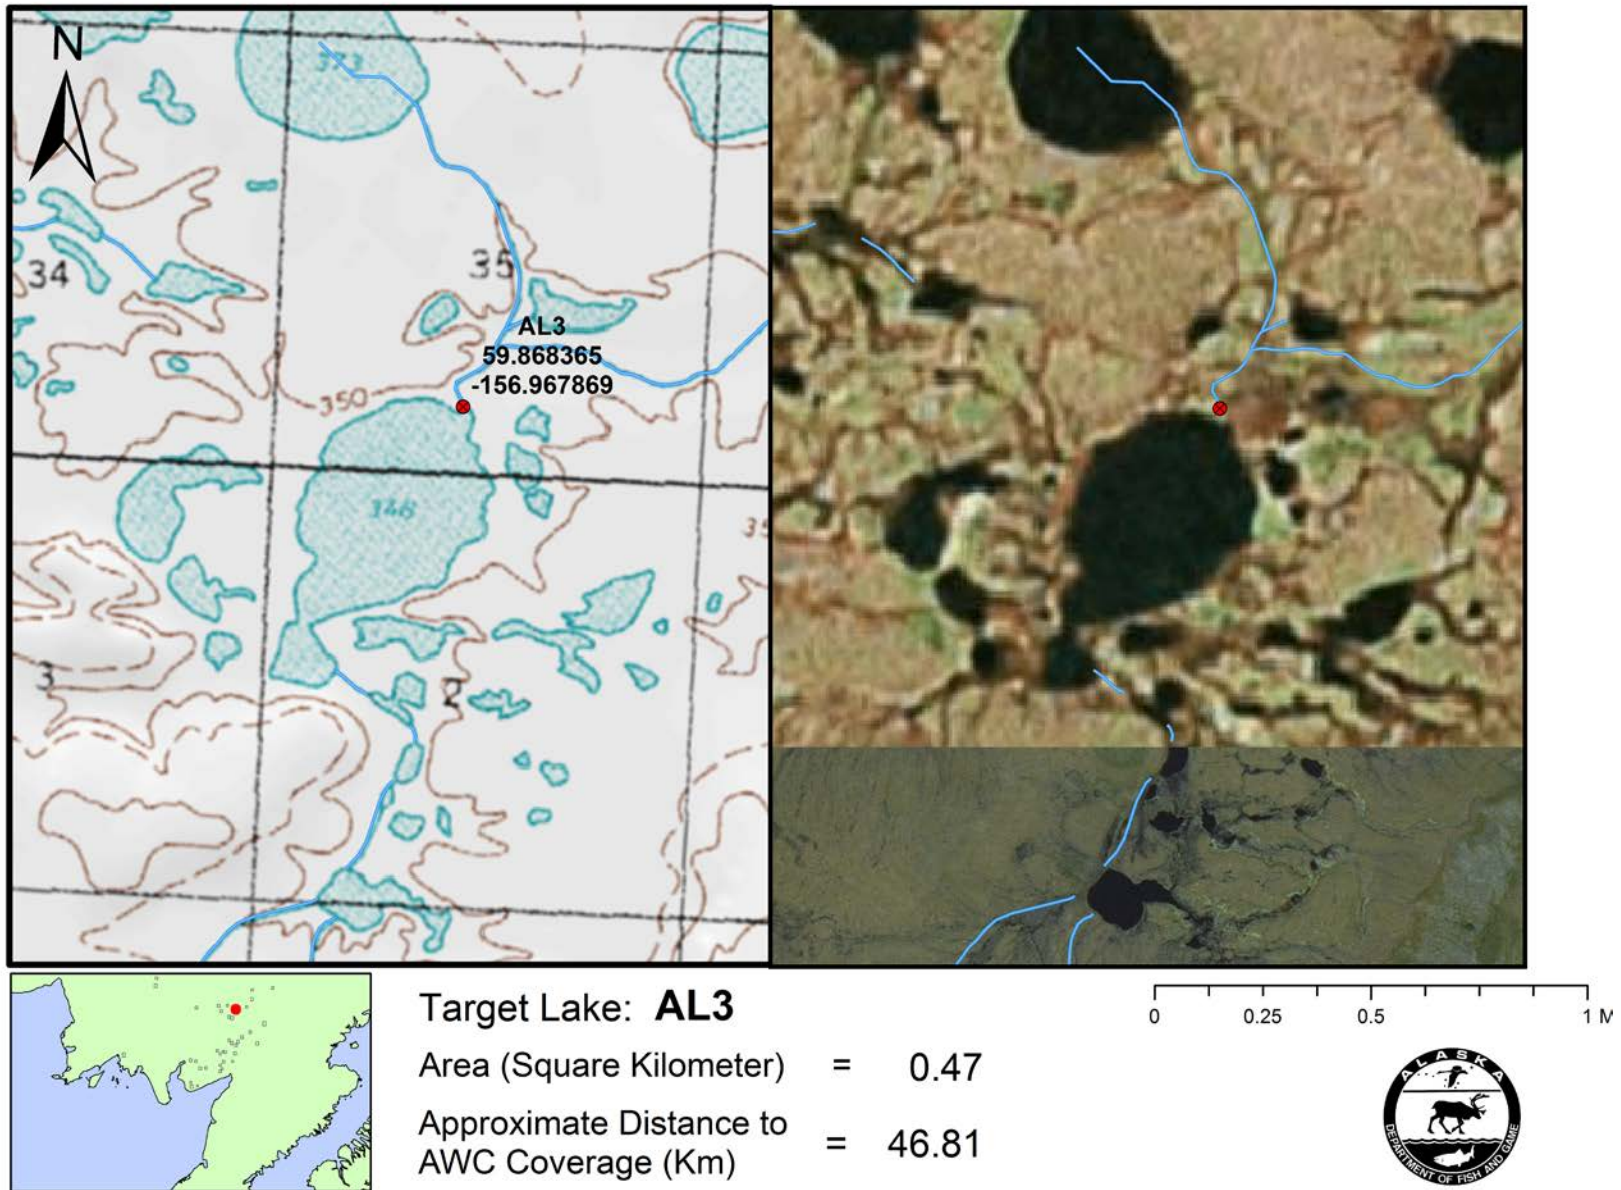 N
373
34
35
AL3
59.868365
-156.967869
350
346
35
3
2
Target Lake: AL3
Area (Square Kilometer) = 0.47
Approximate Distance to
AWC Coverage (Km) = 46.81
0 0.25 0.5 1 M
ALASKA
DEPARTMENT OF FISH AND GAME